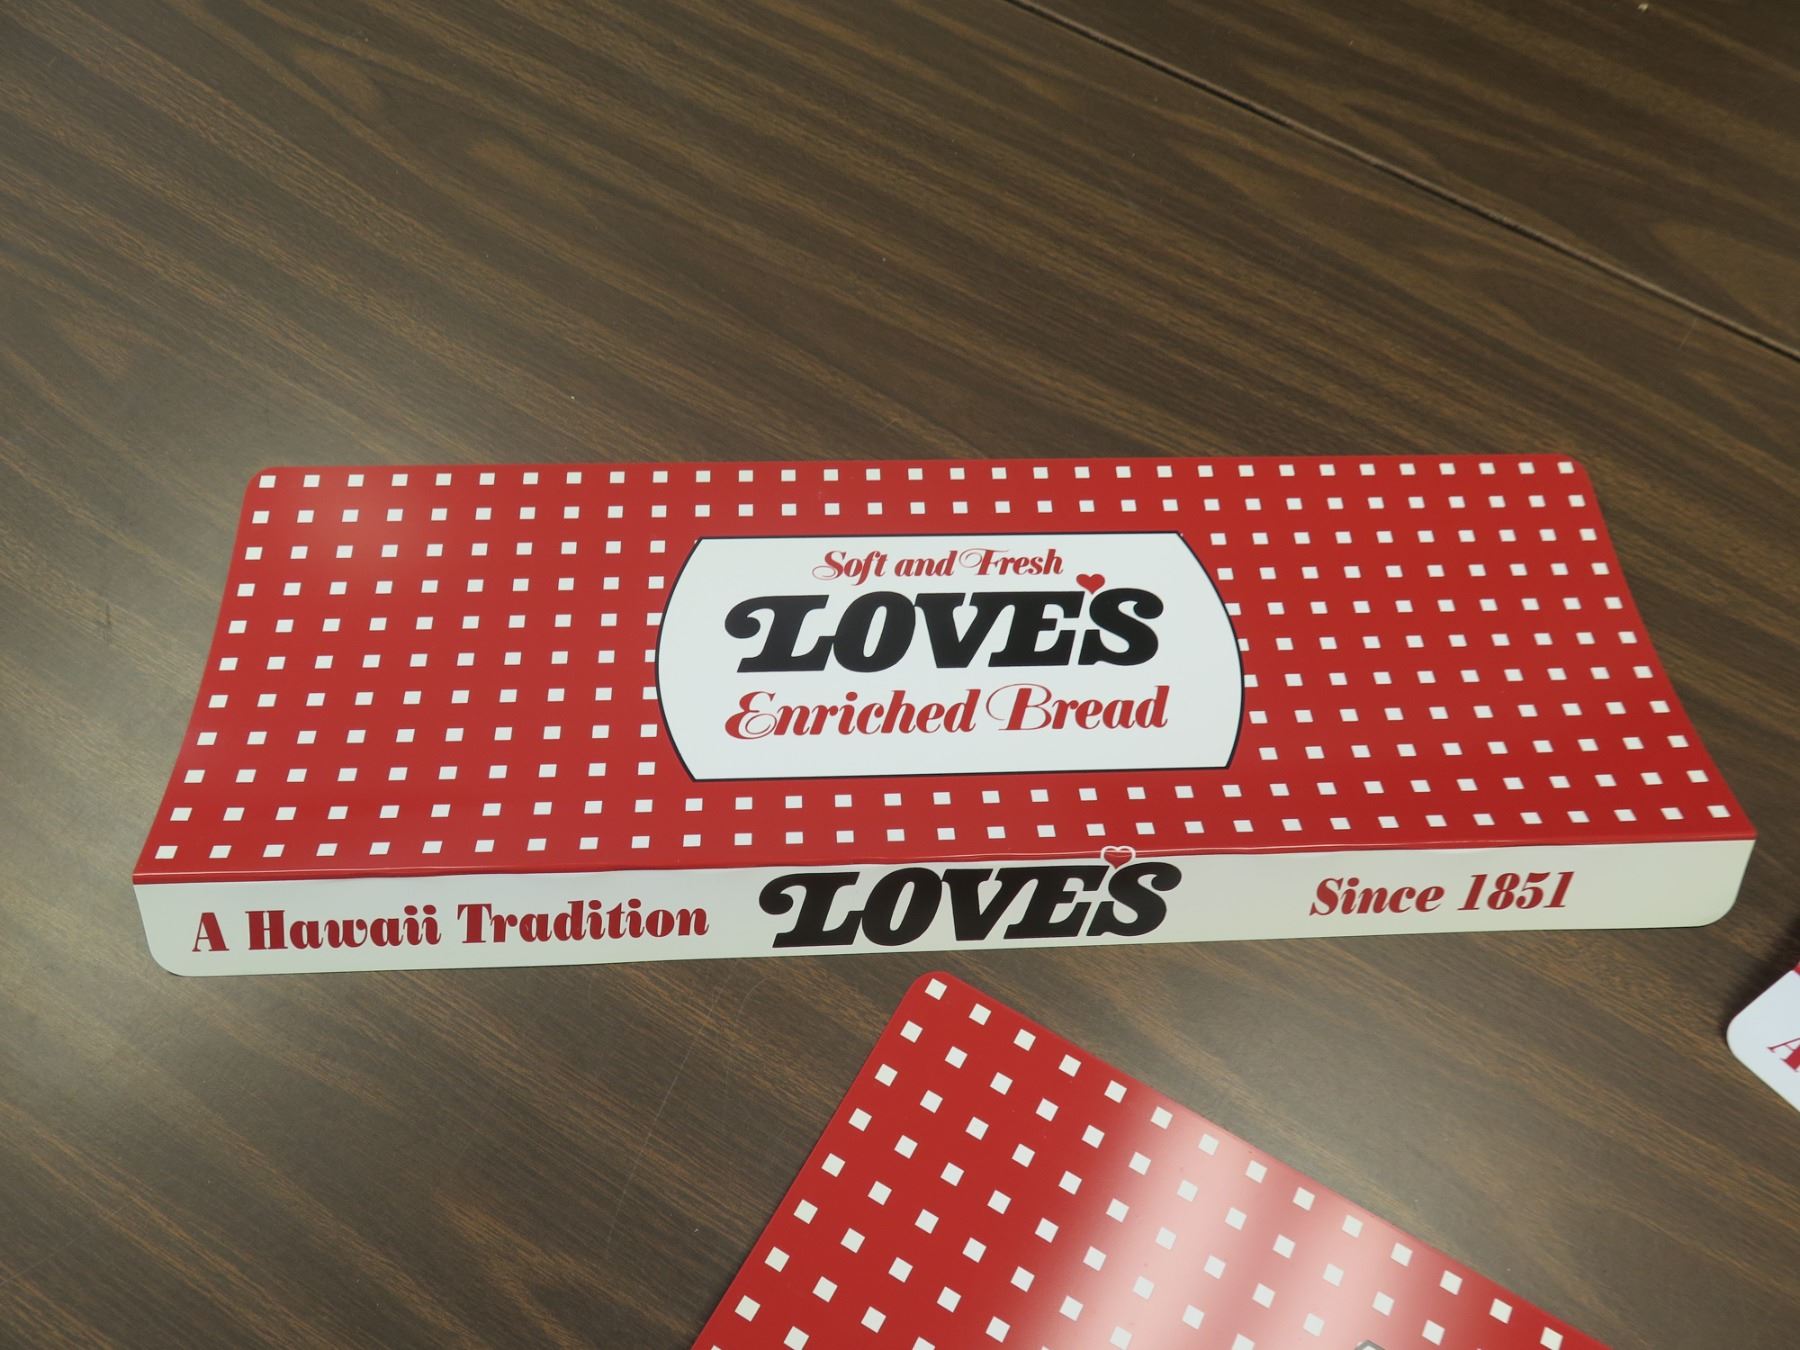 Soft and Fresh
LOVE'S
Enriched Bread
A Hawaii Tradition LOVE'S Since 1851
A